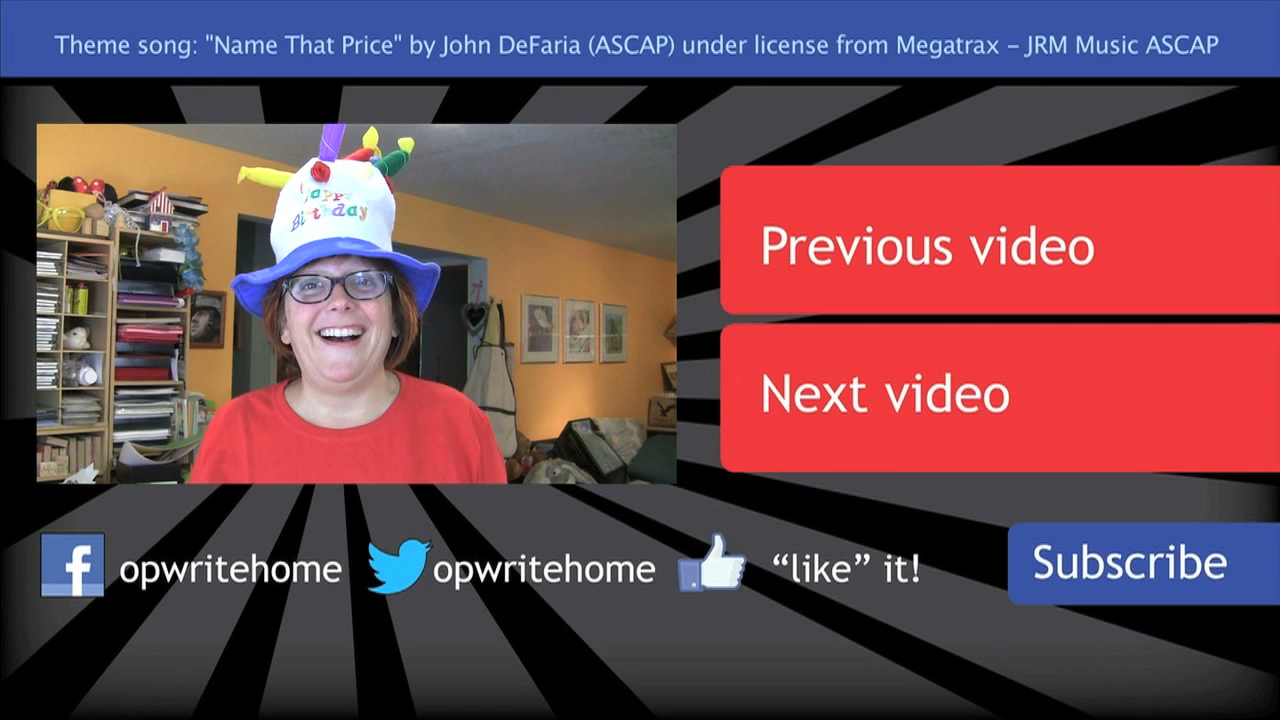 Theme song: "Name That Price" by John DeFaria (ASCAP) under license from Megatrax – JRM Music ASCAP
Happy
Birthday
Previous video
Next video
opwritehome
opwritehome
“like” it!
Subscribe